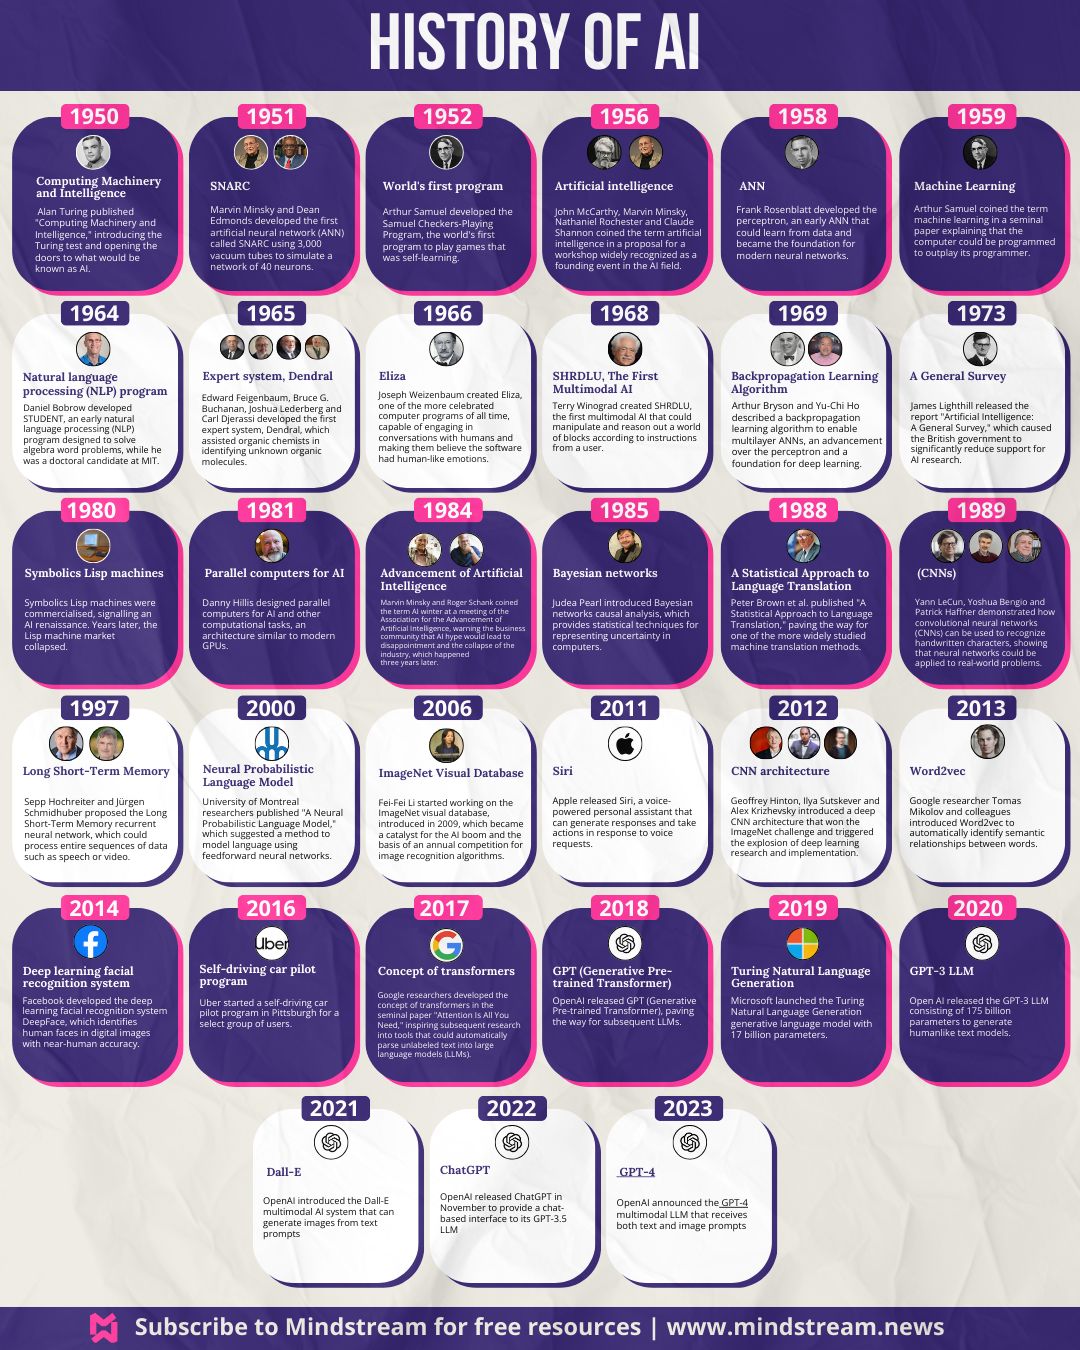 HISTORY OF AI
1950
Computing Machinery
and Intelligence
Alan Turing published
"Computing Machinery and
Intelligence," introducing the
Turing test and opening the
doors to what would be
known as AI.
1951
SNARC
Marvin Minsky and Dean
Edmonds developed the first
artificial neural network (ANN)
called SNARC using 3,000
vacuum tubes to simulate a
network of 40 neurons.
1952
World's first program
Arthur Samuel developed the
Samuel Checkers-Playing
Program, the world's first
program to play games that
was self-learning.
1956
Artificial intelligence
John McCarthy, Marvin Minsky,
Nathaniel Rochester and Claude
Shannon coined the term artificial
intelligence in a proposal for a
workshop widely recognized as a
founding event in the AI field.
1958
ANN
Frank Rosenblatt developed the
perceptron, an early ANN that
could learn from data and
became the foundation for
modern neural networks.
1959
Machine Learning
Arthur Samuel coined the term
machine learning in a seminal
paper explaining that the
computer could be programmed
to outplay its programmer.
1964
Natural language
processing (NLP) program
Daniel Bobrow developed
STUDENT, an early natural
language processing (NLP)
program designed to solve
algebra word problems, while he
was a doctoral candidate at MIT.
1965
Expert system, Dendral
Edward Feigenbaum, Bruce G.
Buchanan, Joshua Lederberg and
Carl Djerassi developed the first
expert system, Dendral, which
assisted organic chemists in
identifying unknown organic
molecules.
1966
Eliza
Joseph Weizenbaum created Eliza,
one of the more celebrated
computer programs of all time,
capable of engaging in
conversations with humans and
making them believe the software
had human-like emotions.
1968
SHRDLU, The First
Multimodal AI
Terry Winograd created SHRDLU,
the first multimodal AI that could
manipulate and reason out a world
of blocks according to instructions
from a user.
1969
Backpropagation Learning
Algorithm
Arthur Bryson and Yu-Chi Ho
described a backpropagation
learning algorithm to enable
multilayer ANNs, an advancement
over the perceptron and a
foundation for deep learning.
1973
A General Survey
James Lighthill released the
report "Artificial Intelligence:
A General Survey," which caused
the British government to
significantly reduce support for
AI research.
1980
Symbolics Lisp machines
Symbolics Lisp machines were
commercialised, signalling an
AI renaissance. Years later, the
Lisp machine market
collapsed.
1981
Parallel computers for AI
Danny Hillis designed parallel
computers for AI and other
computational tasks, an
architecture similar to modern
GPUs.
1984
Advancement of Artificial
Intelligence
Marvin Minsky and Roger Schank coined
the term AI winter at a meeting of the
Association for the Advancement of
Artificial Intelligence, warning the business
community that AI hype would lead to
disappointment and the collapse of the
industry, which happened
three years later.
1985
Bayesian networks
Judea Pearl introduced Bayesian
networks causal analysis, which
provides statistical techniques for
representing uncertainty in
computers.
1988
A Statistical Approach to
Language Translation
Peter Brown et al. published "A
Statistical Approach to Language
Translation," paving the way for
one of the more widely studied
machine translation methods.
1989
(CNNs)
Yann LeCun, Yoshua Bengio and
Patrick Haffner demonstrated how
convolutional neural networks
(CNNs) can be used to recognize
handwritten characters, showing
that neural networks could be
applied to real-world problems.
1997
Long Short-Term Memory
Sepp Hochreiter and Jürgen
Schmidhuber proposed the Long
Short-Term Memory recurrent
neural network, which could
process entire sequences of data
such as speech or video.
2000
Neural Probabilistic
Language Model
University of Montreal
researchers published "A Neural
Probabilistic Language Model,"
which suggested a method to
model language using
feedforward neural networks.
2006
ImageNet Visual Database
Fei-Fei Li started working on the
ImageNet visual database,
introduced in 2009, which became
a catalyst for the AI boom and the
basis of an annual competition for
image recognition algorithms.
2011
Siri
Apple released Siri, a voice-
powered personal assistant that
can generate responses and take
actions in response to voice
requests.
2012
CNN architecture
Geoffrey Hinton, Ilya Sutskever and
Alex Krizhevsky introduced a deep
CNN architecture that won the
ImageNet challenge and triggered
the explosion of deep learning
research and implementation.
2013
Word2vec
Google researcher Tomas
Mikolov and colleagues
introduced Word2vec to
automatically identify semantic
relationships between words.
2014
Deep learning facial
recognition system
Facebook developed the deep
learning facial recognition system
DeepFace, which identifies
human faces in digital images
with near-human accuracy.
2016
Uber
Self-driving car pilot
program
Uber started a self-driving car
pilot program in Pittsburgh for a
select group of users.
2017
Concept of transformers
Google researchers developed the
concept of transformers in the
seminal paper "Attention Is All You
Need," inspiring subsequent research
into tools that could automatically
parse unlabeled text into large
language models (LLMs).
2018
GPT (Generative Pre-
trained Transformer)
OpenAI released GPT (Generative
Pre-trained Transformer), paving
the way for subsequent LLMs.
2019
Turing Natural Language
Generation
Microsoft launched the Turing
Natural Language Generation
generative language model with
17 billion parameters.
2020
GPT-3 LLM
Open AI released the GPT-3 LLM
consisting of 175 billion
parameters to generate
humanlike text models.
2021
Dall-E
OpenAI introduced the Dall-E
multimodal AI system that can
generate images from text
prompts
2022
ChatGPT
OpenAI released ChatGPT in
November to provide a chat-
based interface to its GPT-3.5
LLM
2023
GPT-4
OpenAI announced the GPT-4
multimodal LLM that receives
both text and image prompts
Subscribe to Mindstream for free resources | www.mindstream.news